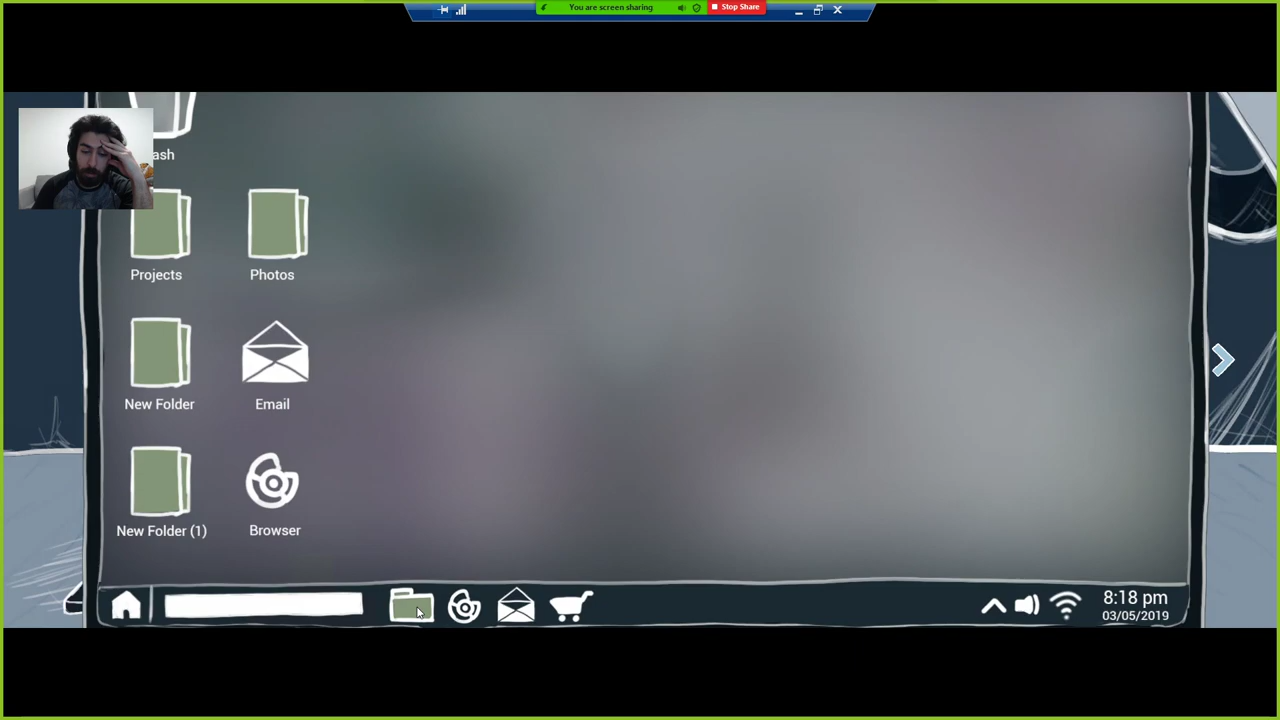 You are screen sharing
Stop Share
ash
Projects
Photos
New Folder
Email
New Folder (1)
Browser
8:18 pm
03/05/2019